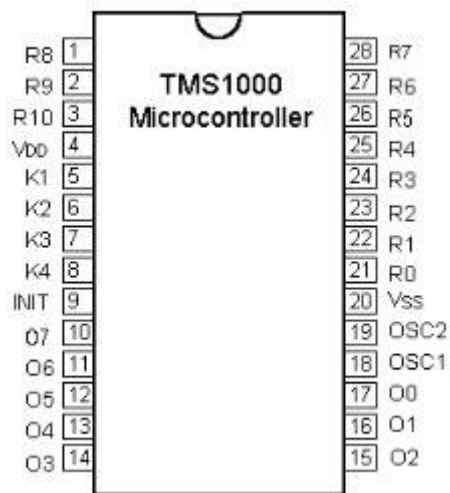 R8 1 28 R7
R9 2 TMS1000 27 R6
R10 3 Microcontroller 26 R5
VDD 4 25 R4
K1 5 24 R3
K2 6 23 R2
K3 7 22 R1
K4 8 21 R0
INIT 9 20 VSS
O7 10 19 OSC2
O6 11 18 OSC1
O5 12 17 O0
O4 13 16 O1
O3 14 15 O2